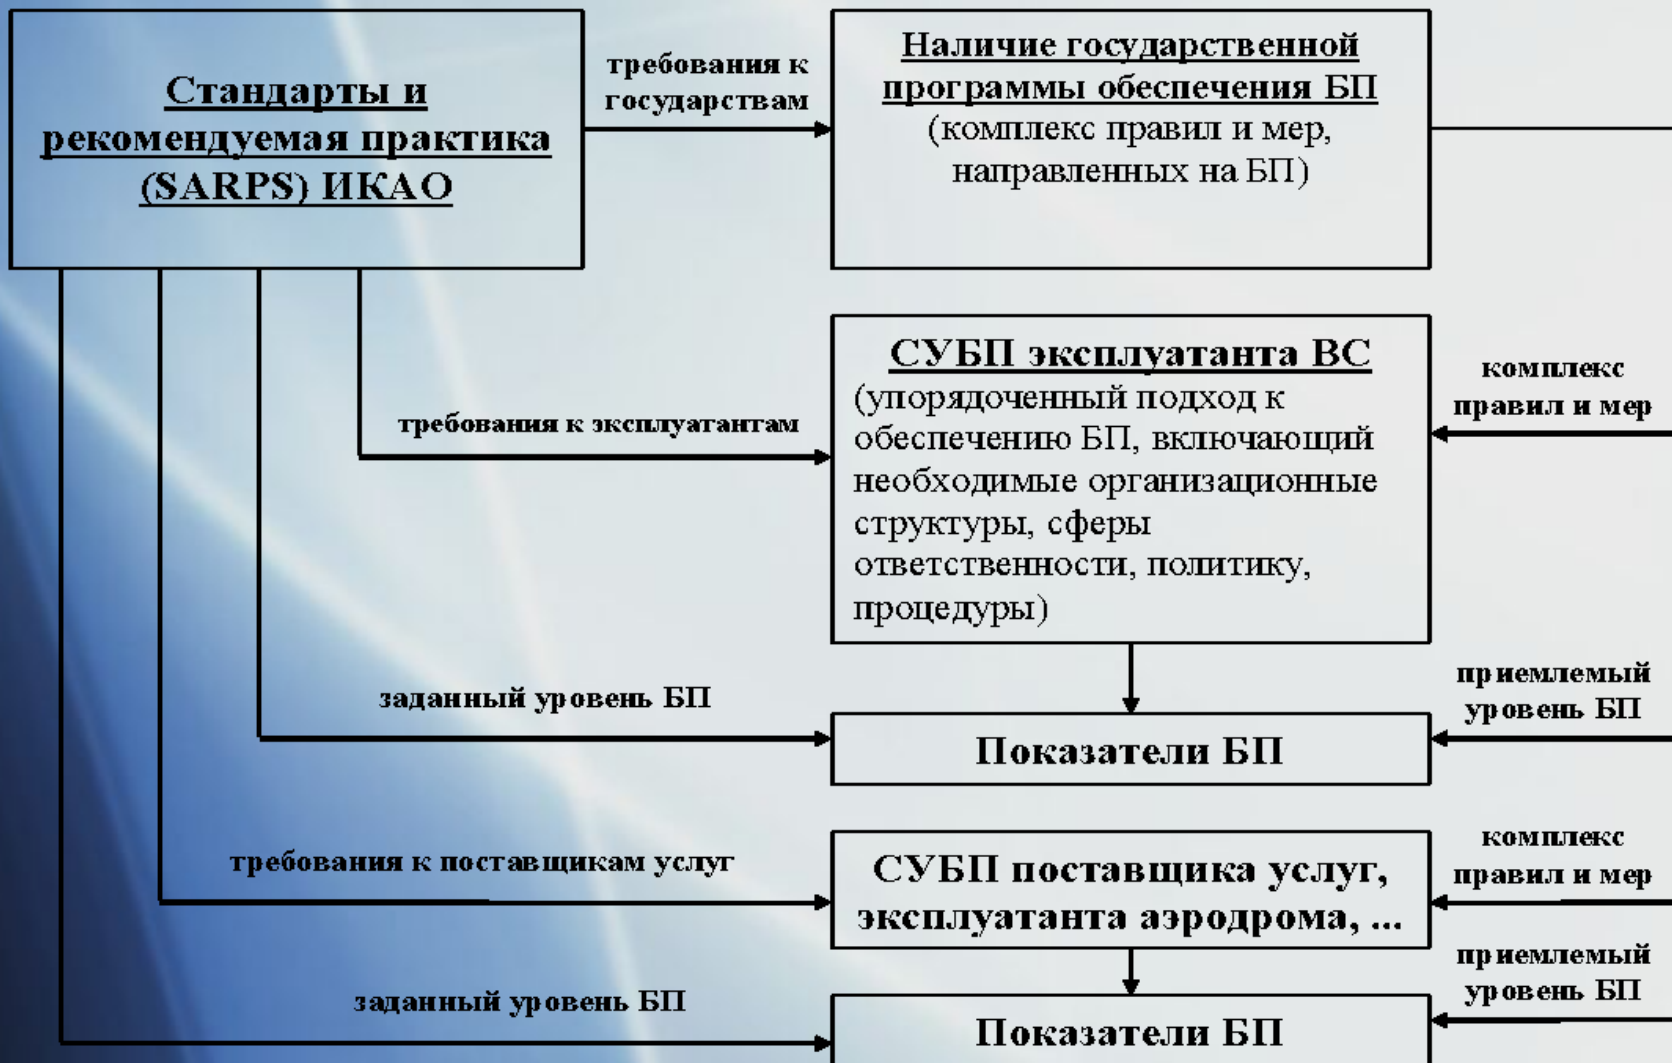 Стандарты и
рекомендуемая практика
(SARPS) ИКАО
требования к
государствам
Наличие государственной
программы обеспечения БП
(комплекс правил и мер,
направленных на БП)
СУБП эксплуатанта ВС
(упорядоченный подход к
обеспечению БП, включающий
необходимые организационные
структуры, сферы
ответственности, политику,
процедуры)
требования к эксплуатантам
комплекс
правил и мер
заданный уровень БП
Показатели БП
приемлемый
уровень БП
требования к поставщикам услуг
СУБП поставщика услуг,
эксплуатанта аэродрома, ...
комплекс
правил и мер
заданный уровень БП
Показатели БП
приемлемый
уровень БП